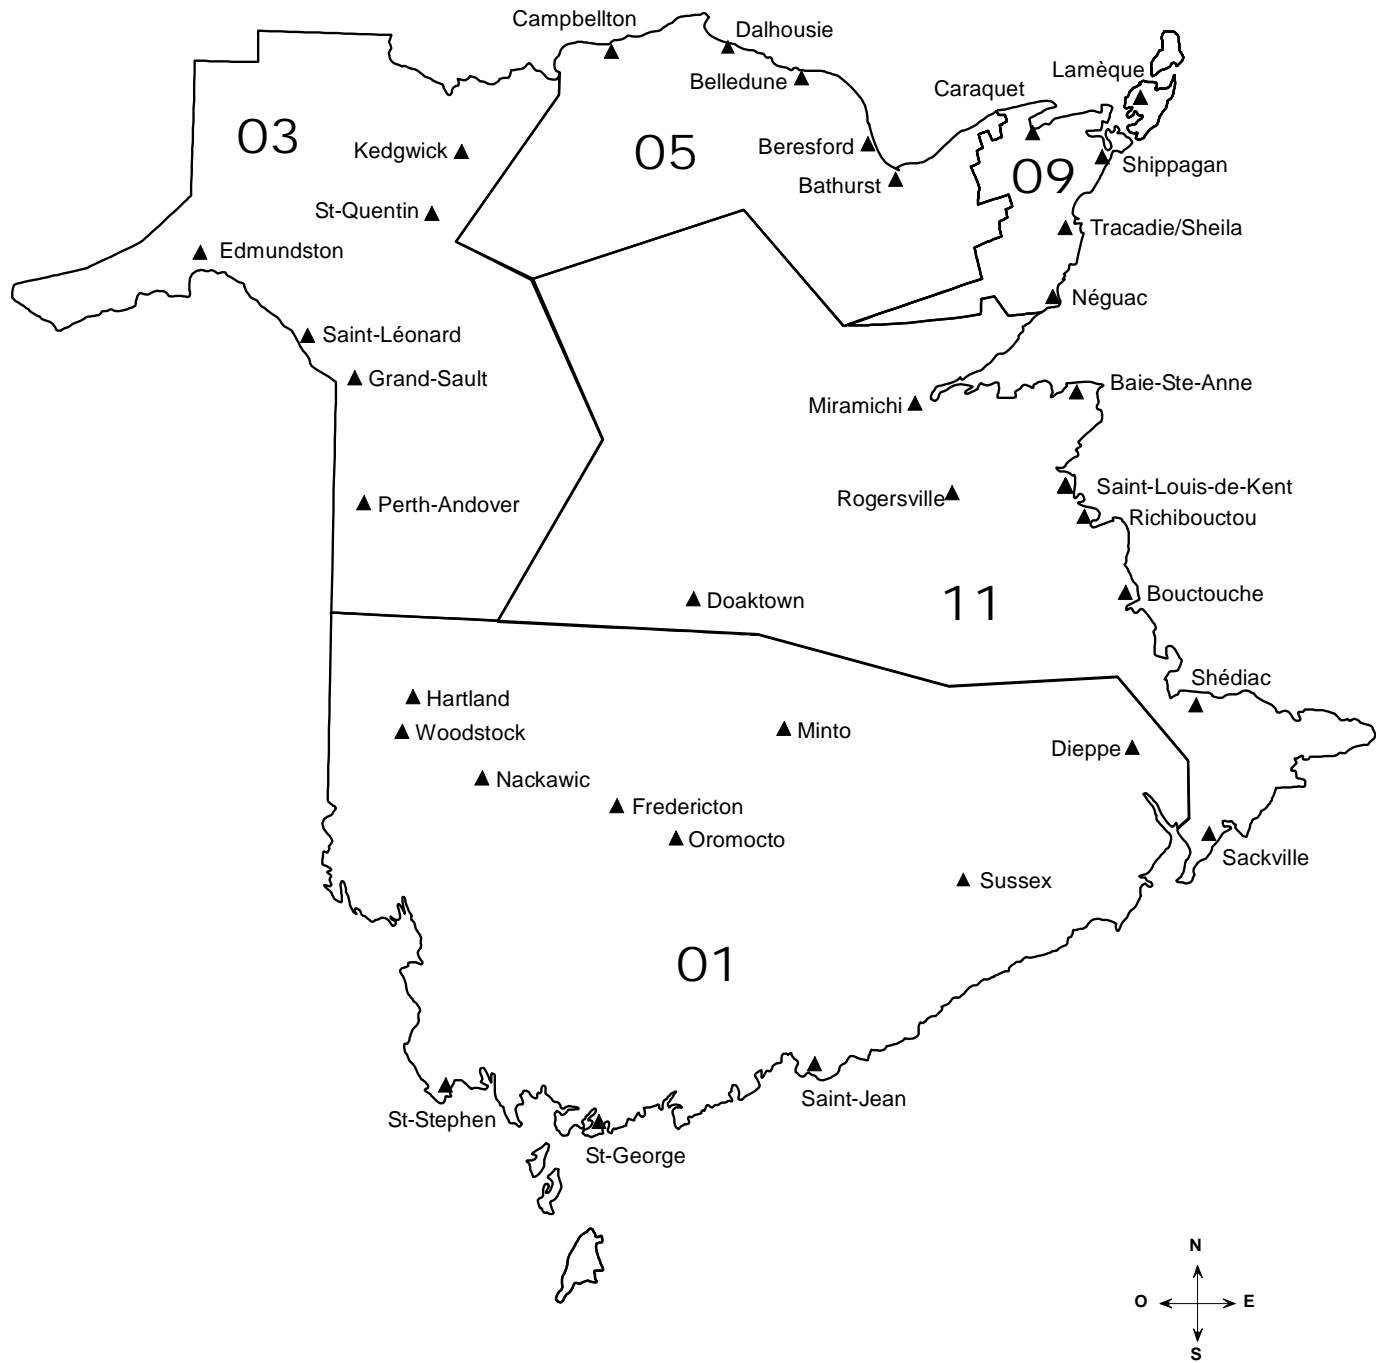 Campbellton
Dalhousie
Belledune
Lamèque
Caraquet
03
05
Kedgwick
Beresford
09
Shippagan
Bathurst
St-Quentin
Tracadie/Sheila
Edmundston
Néguac
Saint-Léonard
Grand-Sault
Baie-Ste-Anne
Miramichi
Saint-Louis-de-Kent
Rogersville
Perth-Andover
Richibouctou
Bouctouche
Doaktown
11
Shédiac
Hartland
Woodstock
Minto
Dieppe
Nackawic
Fredericton
Oromocto
Sackville
Sussex
01
Saint-Jean
St-Stephen
St-George
N
O
E
S